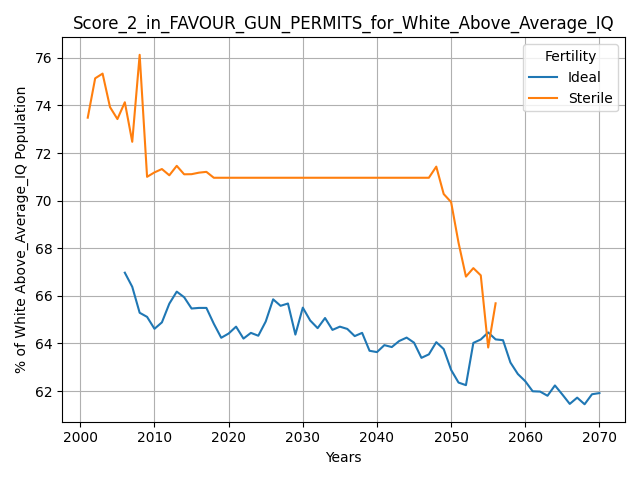 Score_2_in_FAVOUR_GUN_PERMITS_for_White_Above_Average_IQ
% of White Above_Average_IQ Population
76
74
72
70
68
66
64
62
Fertility
Ideal
Sterile
2000 2010 2020 2030 2040 2050 2060 2070
Years